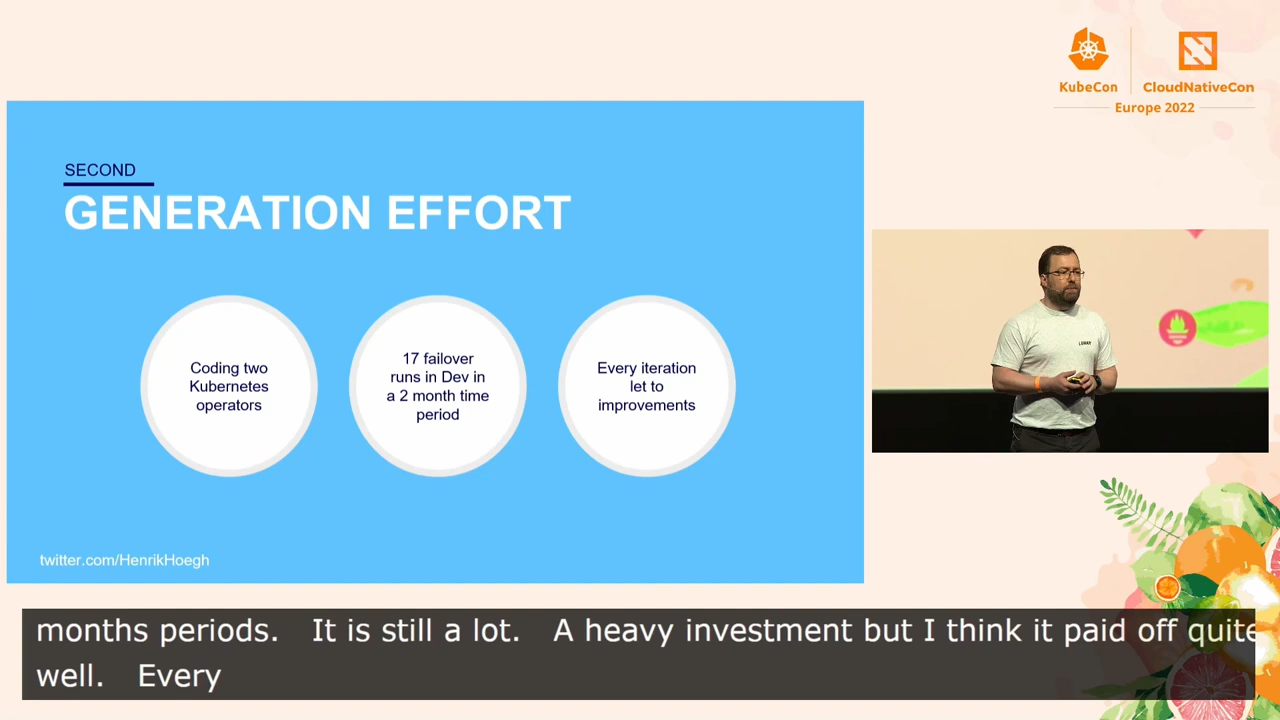 KubeCon
CloudNativeCon
Europe 2022
SECOND
GENERATION EFFORT
Coding two
Kubernetes
operators
17 failover
runs in Dev in
a 2 month time
period
Every iteration
let to
improvements
twitter.com/HenrikHoegh
LUNAR
months periods.   It is still a lot.   A heavy investment but I think it paid off quite
well.   Every